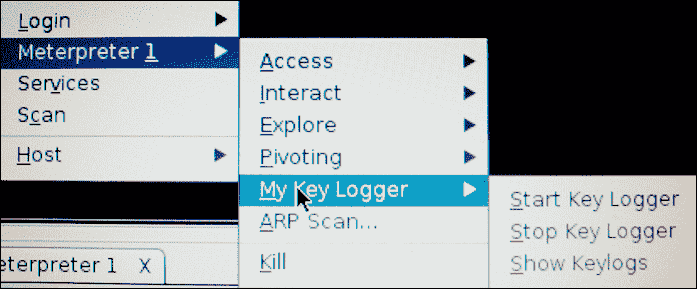 Login
Meterpreter 1
Services
Scan
Host
Access
Interact
Explore
Pivoting
My Key Logger
ARP Scan...
Kill
Start Key Logger
Stop Key Logger
Show Keylogs
eterpreter 1 X